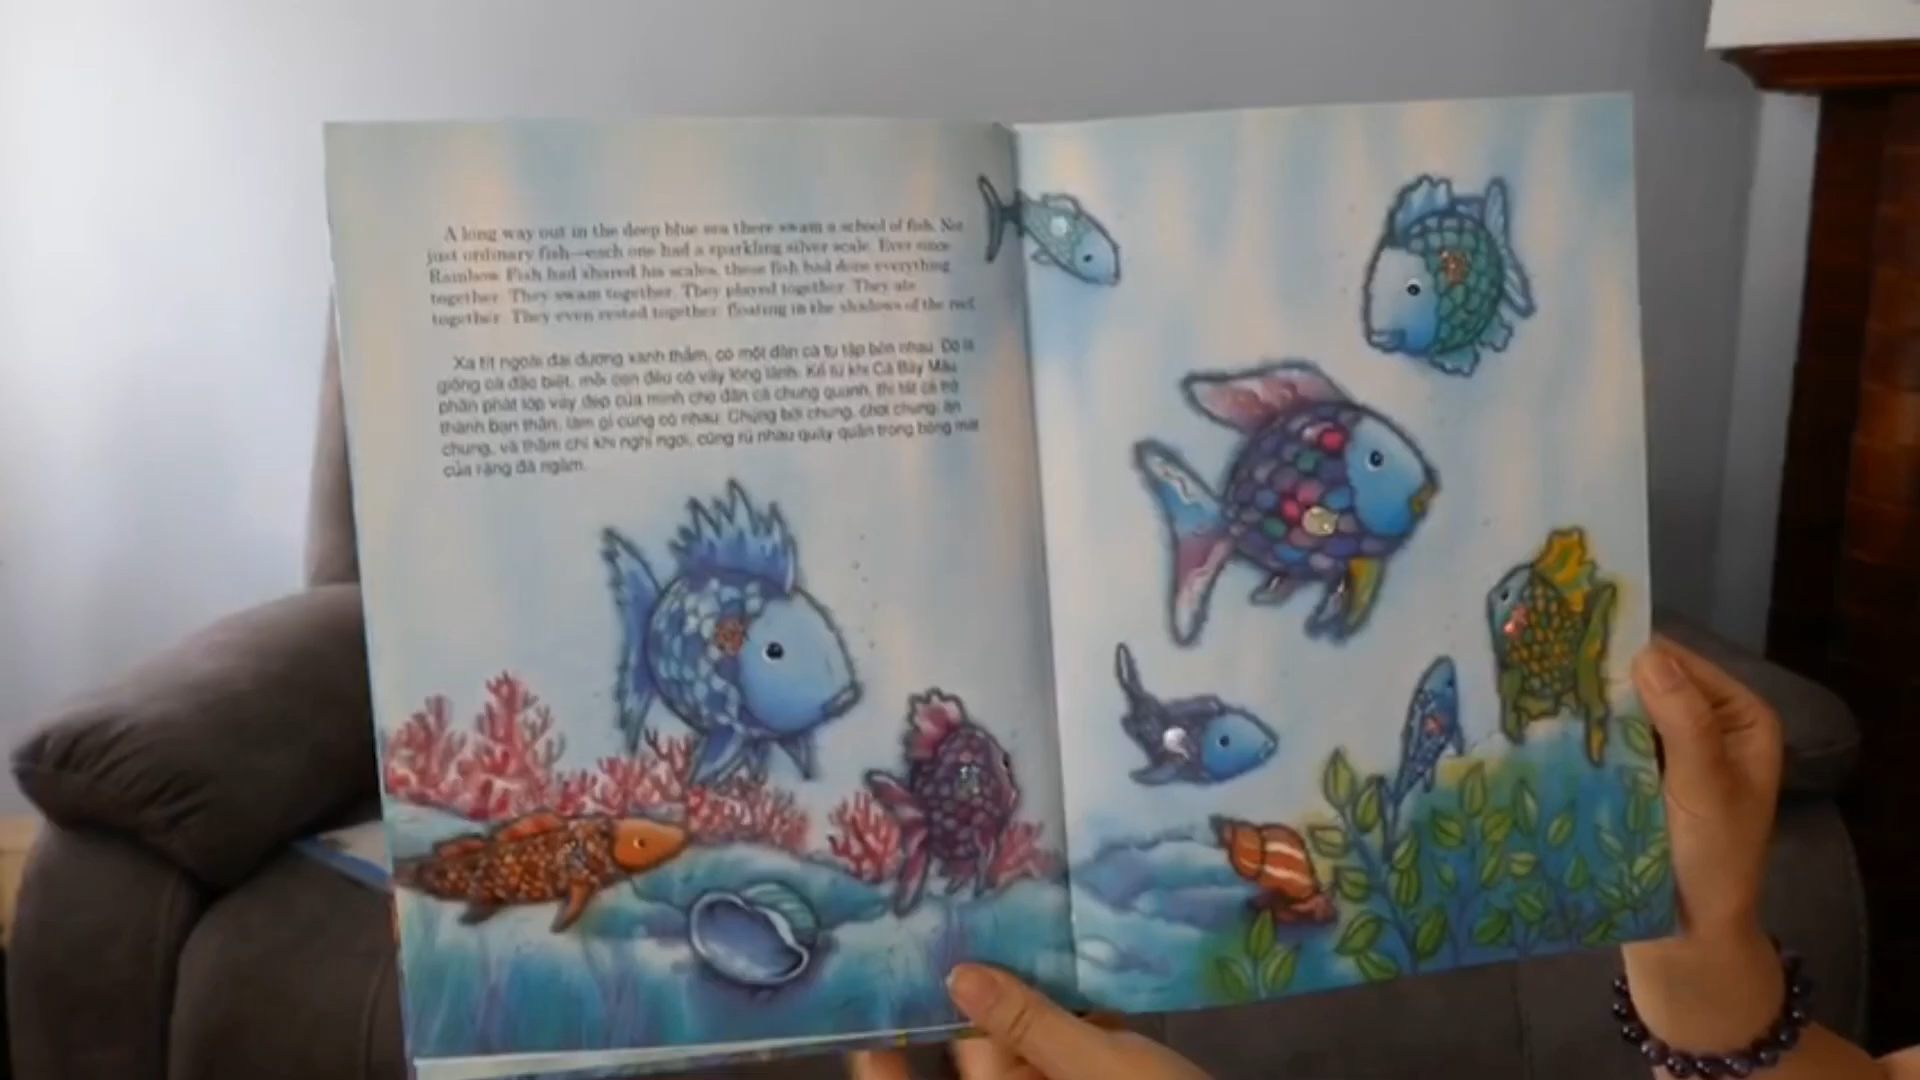 A long way out in the deep blue sea there swam a school of fish. Not
just ordinary fish—each one had a sparkling silver scale. Ever since
Rainbow Fish had shared his scales, these fish had done everything
together. They swam together. They played together. They ate
together. They even rested together, floating in the shadows of the reef.
Xa tít ngoài đại dương xanh thẳm, có một đàn cá tụ tập bên nhau. Đó là
giống cá đặc biệt, mỗi con đều có vảy lóng lánh. Kể từ khi Cá Bảy Màu
phân phát lớp vảy đẹp của mình cho đàn cá chung quanh, thì tất cả trở
thành bạn thân, làm gì cũng có nhau. Chúng bơi chung, chơi chung, ăn
chung, và thậm chí khi nghỉ ngơi, cũng rủ nhau quây quần trong bóng mát
của rặng đá ngầm.